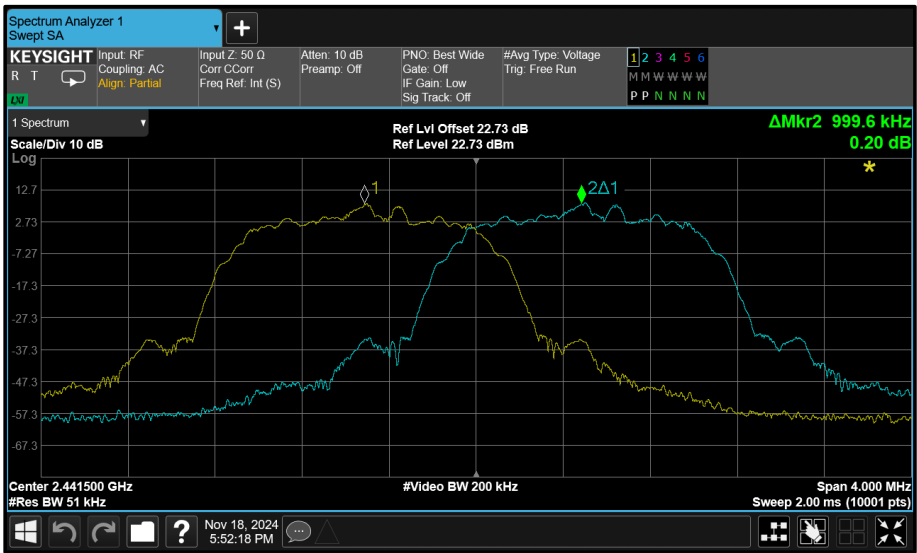 Spectrum Analyzer 1
Swept SA
+
KEYSIGHT Input: RF Input Z: 50 Ω Atten: 10 dB PNO: Best Wide #Avg Type: Voltage 1 2 3 4 5 6
R T Coupling: AC Corr CCorr Preamp: Off Gate: Off Trig: Free Run M M W W W W
Align: Partial Freq Ref: Int (S) IF Gain: Low P P N N N N
LXI Sig Track: Off
1 Spectrum Ref Lvl Offset 22.73 dB ΔMkr2 999.6 kHz
Scale/Div 10 dB Ref Level 22.73 dBm 0.20 dB
Log
*
1
2Δ1
12.7
2.73
-7.27
-17.3
-27.3
-37.3
-47.3
-57.3
-67.3
Center 2.441500 GHz #Video BW 200 kHz Span 4.000 MHz
#Res BW 51 kHz Sweep 2.00 ms (10001 pts)
? Nov 18, 2024
5:52:18 PM